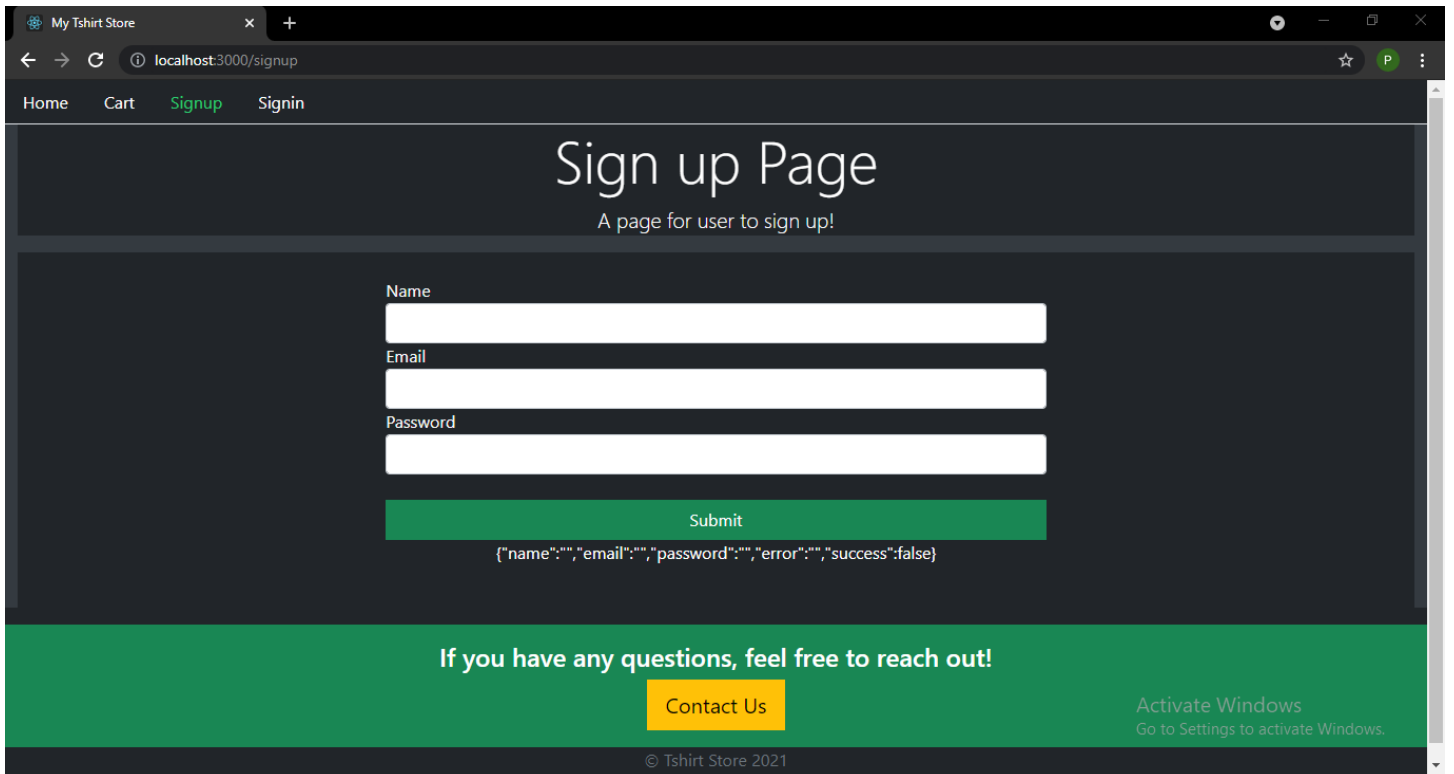 My Tshirt Store
localhost:3000/signup
P
Home Cart Signup Signin
Sign up Page
A page for user to sign up!
Name
Email
Password
Submit
{"name":"","email":"","password":"","error":"","success":false}
If you have any questions, feel free to reach out!
Contact Us
Activate Windows
Go to Settings to activate Windows.
© Tshirt Store 2021